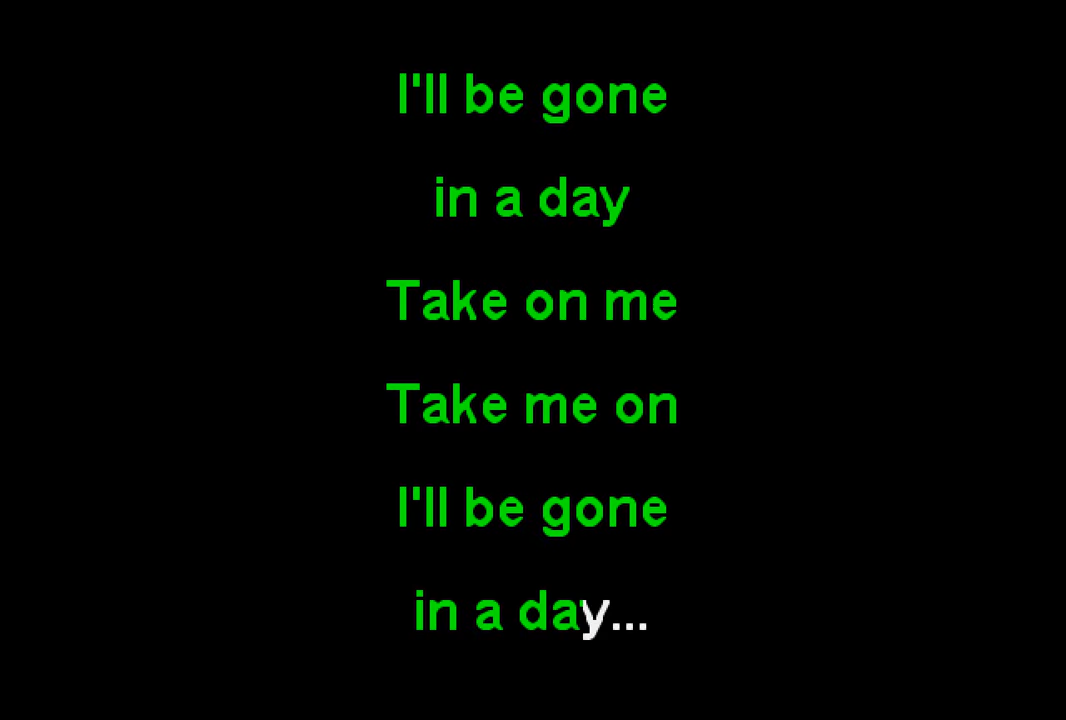 I'll be gone
in a day
Take on me
Take me on
I'll be gone
in a day...